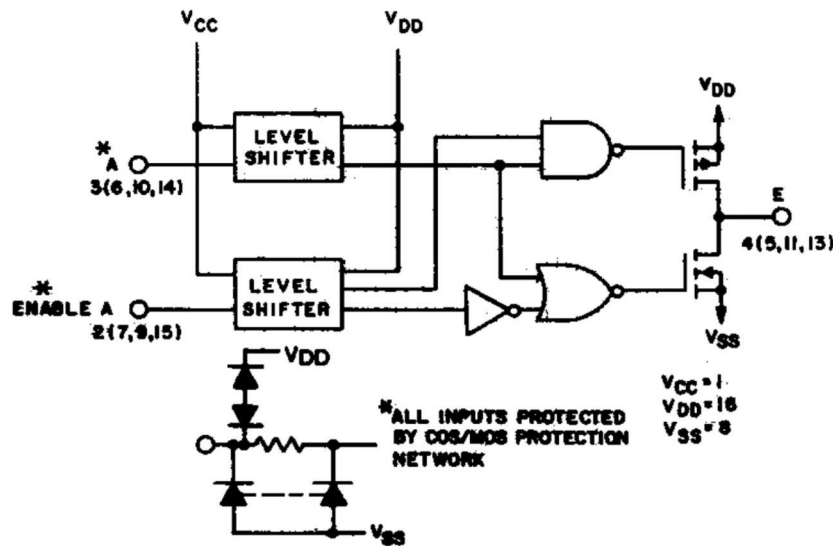 VCC
VDD
LEVEL
SHIFTER
*
A
3(6,10,14)
VDD
E
4(5,11,13)
LEVEL
SHIFTER
*
ENABLE A
2(7,9,15)
VSS
VDD
VCC=1
VDD=16
VSS=8
*ALL INPUTS PROTECTED
BY COS/MOS PROTECTION
NETWORK
VSS